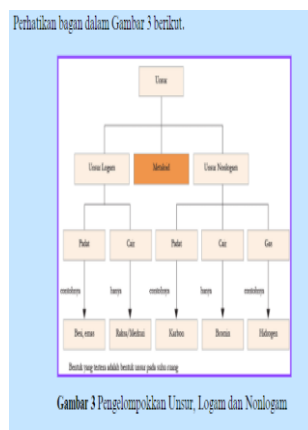 Perhatikan bagan dalam Gambar 3 berikut.
Unsur
Unsur Logam
Metaloid
Unsur Nonlogam
Padat
Cair
Padat
Cair
Gas
contohnya
hanya
contohnya
hanya
contohnya
Besi, emas
Raksa/Merkuri
Karbon
Bromin
Hidrogen
Bentuk yang tertera adalah bentuk unsur pada suhu ruang
Gambar 3 Pengelompokkan Unsur, Logam dan Nonlogam